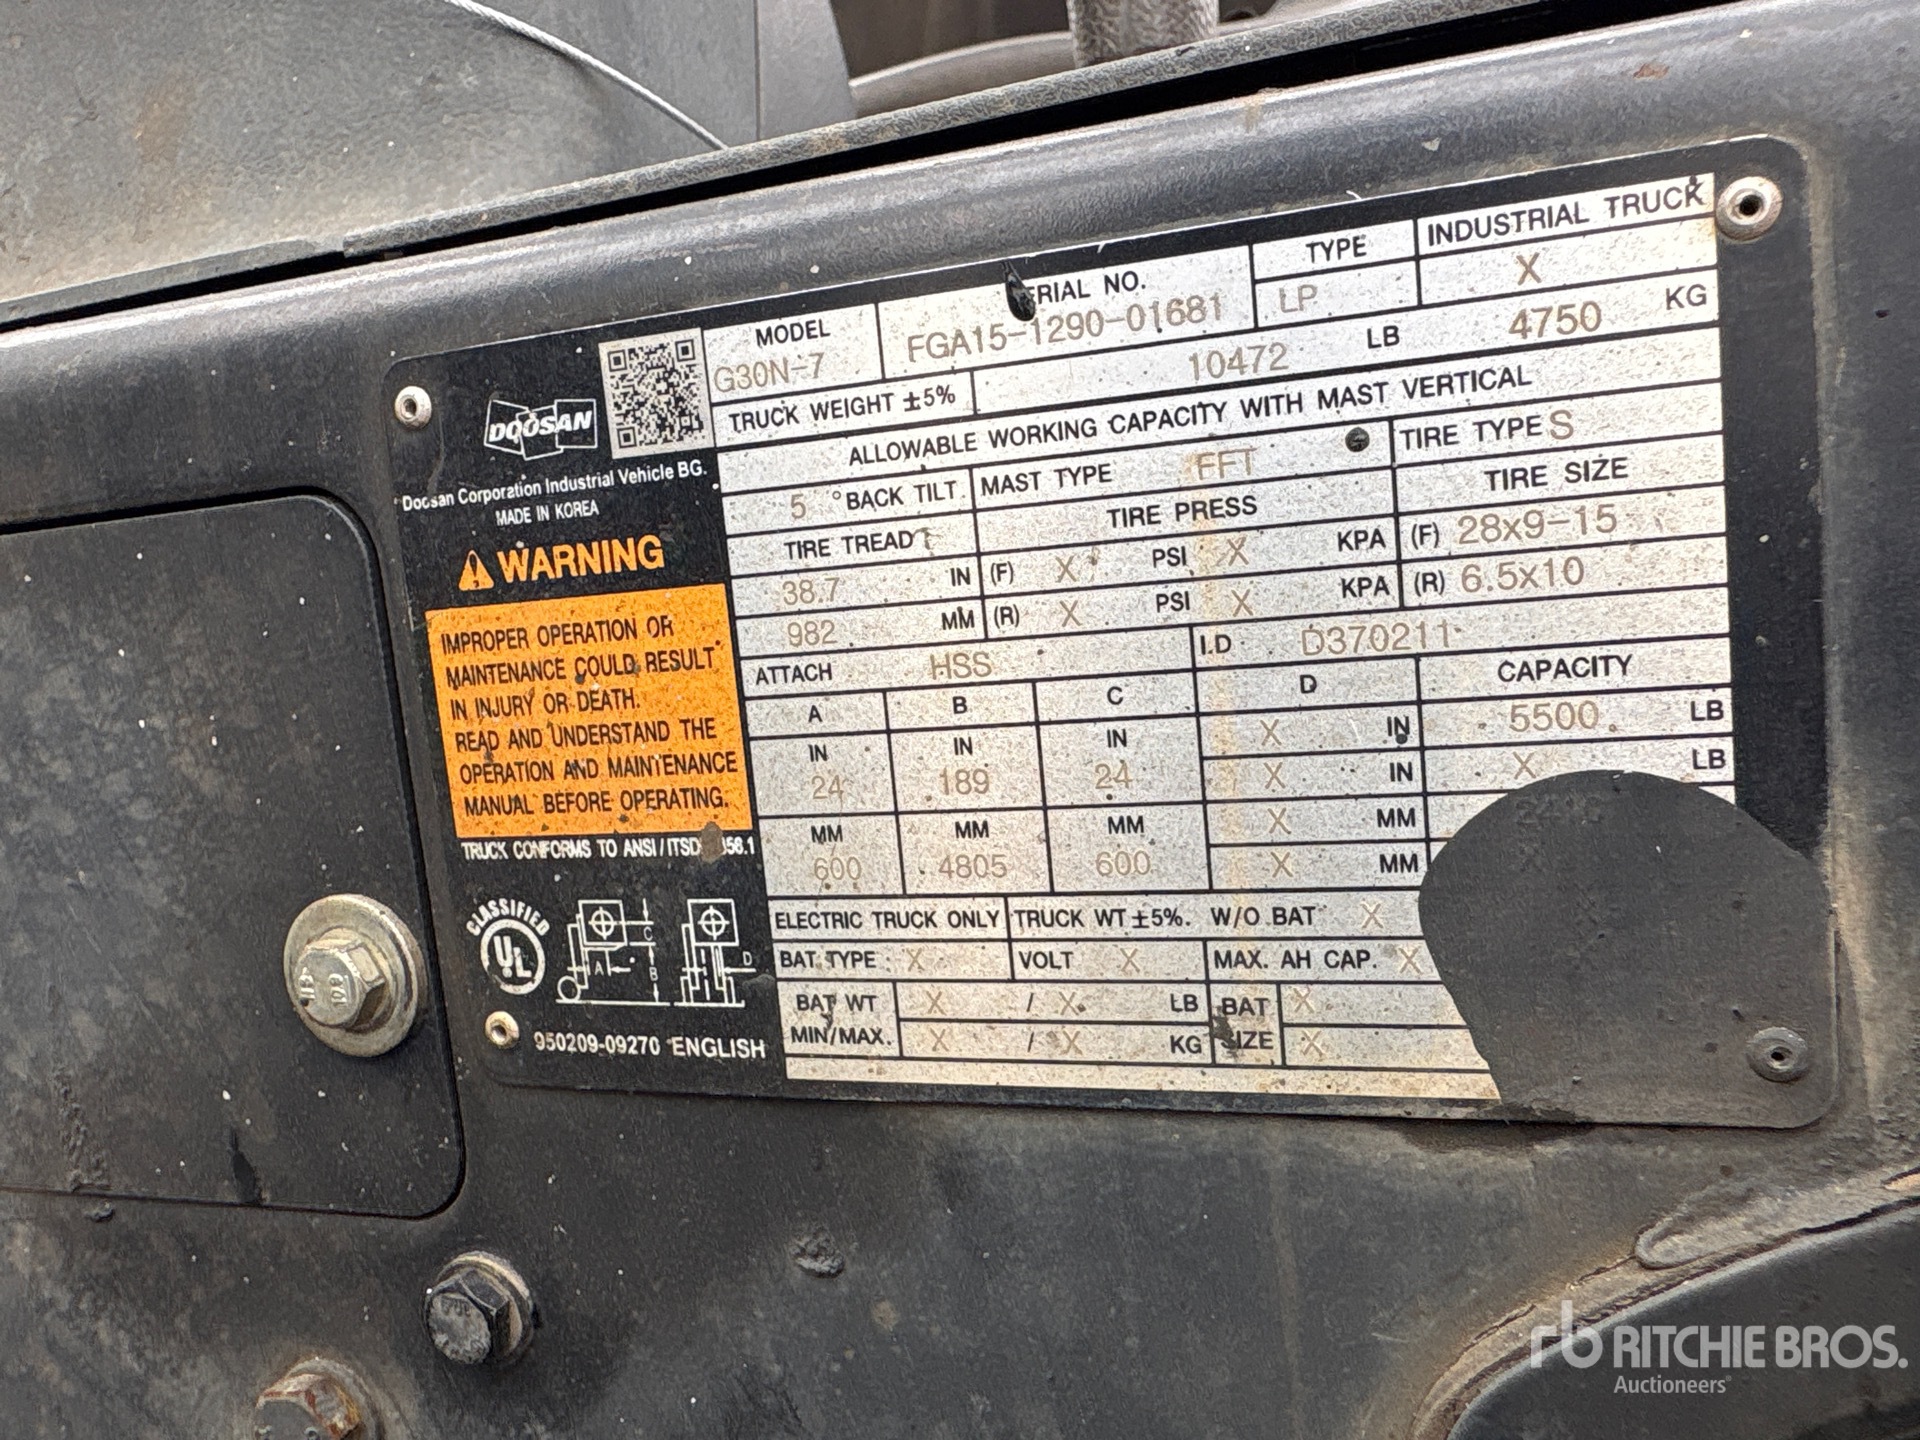 DOOSAN
Doosan Corporation Industrial Vehicle BG.
MADE IN KOREA
WARNING
IMPROPER OPERATION OR
MAINTENANCE COULD RESULT
IN INJURY OR DEATH.
READ AND UNDERSTAND THE
OPERATION AND MAINTENANCE
MANUAL BEFORE OPERATING.
TRUCK CONFORMS TO ANSI/ITSD
CLASSIFIED
UL
C
A
B
D
950209-09270 ENGLISH
MODEL SERIAL NO. TYPE INDUSTRIAL TRUCK
G30N-7 FGA15-1290-01681 LP X
TRUCK WEIGHT ±5% 10472 LB 4750 KG
ALLOWABLE WORKING CAPACITY WITH MAST VERTICAL
5 °BACK TILT MAST TYPE FFT TIRE TYPE S
TIRE TREAD TIRE PRESS TIRE SIZE
38.7 IN (F) X PSI X KPA (F) 28x9-15
982 MM (R) X PSI X KPA (R) 6.5x10
ATTACH HSS I.D D370211
A B C D CAPACITY
IN IN IN X IN 5500 LB
24 189 24 X IN X LB
MM MM MM X MM
600 4805 600 X MM
ELECTRIC TRUCK ONLY TRUCK WT ±5%. W/O BAT X
BAT TYPE X VOLT X MAX. AH CAP. X
BAT WT X / X LB BAT X
MIN/MAX. X / X KG SIZE X
rb RITCHIE BROS.
Auctioneers